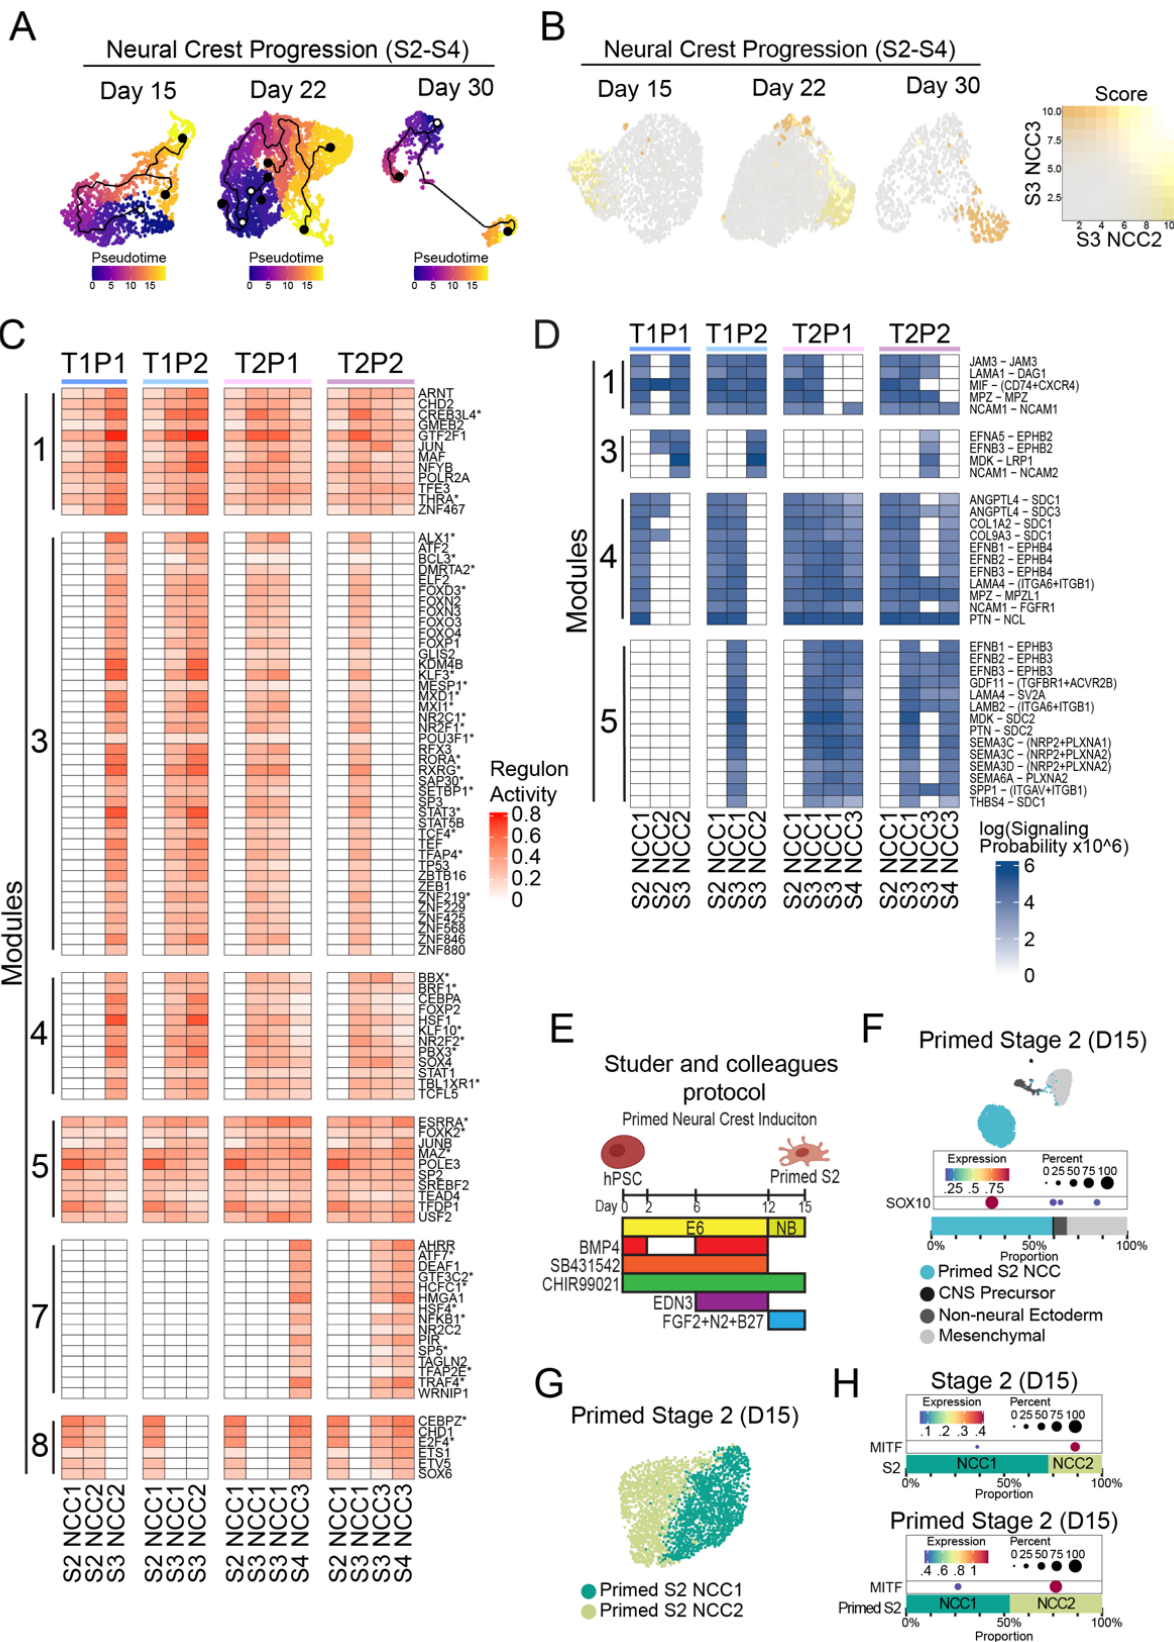 A
Neural Crest Progression (S2-S4)
Day 15
Day 22
Day 30
Pseudotime
0 5 10 15
Pseudotime
0 5 10 15
Pseudotime
0 5 10 15
B
Neural Crest Progression (S2-S4)
Day 15
Day 22
Day 30
Score
S3 NCC3
10.0
7.5
5.0
2.5
2 4 6 8 10
S3 NCC2
C
T1P1
T1P2
T2P1
T2P2
Modules
1
ARNT
CHD2
CREB3L4*
GMEB2
GTF2F1
JUN
MAF
NFYB
POLR2A
TFE3
THRA*
ZNF467
3
ALX1*
ATF2
BCL3*
DMRTA2*
ELF2
FOXD3*
FOXN2
FOXN3
FOXO3
FOXO4
FOXP1
GLIS2
KDM4B
KLF3*
MESP1*
MXD1*
MXI1*
NR2C1*
NR2F1*
POU3F1*
RFX3
RORA*
RXRG*
SAP30*
SETBP1*
SP3
STAT3*
STAT5B
TCF4*
TEF
TFAP4*
TP53
ZBTB16
ZEB1
ZNF219*
ZNF229
ZNF425
ZNF568
ZNF846
ZNF880
4
BBX*
BRF1*
CEBPA
FOXP2
HSF1
KLF10*
NR2F2*
PBX3*
SOX4
STAT1
TBL1XR1*
TCFL5
5
ESRRA*
FOXK2*
JUNB
MAZ*
POLE3
SP2
SREBF2
TEAD4
TFDP1
USF2
7
AHRR
ATF7*
DEAF1
GTF3C2*
HCFC1*
HMGA1
HSF4*
NFKB1*
NR2C2
PIR
SP5*
TAGLN2
TFAP2E*
TRAF4*
WRNIP1
8
CEBPZ*
CHD1
E2F4*
ETS1
ETV5
SOX6
S2 NCC1
S2 NCC2
S3 NCC2
S2 NCC1
S3 NCC1
S3 NCC2
S2 NCC1
S3 NCC1
S3 NCC1
S4 NCC3
S2 NCC1
S3 NCC1
S3 NCC3
S4 NCC3
Regulon
Activity
0.8
0.6
0.4
0.2
0
D
T1P1
T1P2
T2P1
T2P2
Modules
1
JAM3 – JAM3
LAMA1 – DAG1
MIF – (CD74+CXCR4)
MPZ – MPZ
NCAM1 – NCAM1
3
EFNA5 – EPHB2
EFNB3 – EPHB2
MDK – LRP1
NCAM1 – NCAM2
4
ANGPTL4 – SDC1
ANGPTL4 – SDC3
COL1A2 – SDC1
COL9A3 – SDC1
EFNB1 – EPHB4
EFNB2 – EPHB4
EFNB3 – EPHB4
LAMA4 – (ITGA6+ITGB1)
MPZ – MPZL1
NCAM1 – FGFR1
PTN – NCL
5
EFNB1 – EPHB3
EFNB2 – EPHB3
EFNB3 – EPHB3
GDF11 – (TGFBR1+ACVR2B)
LAMA4 – SV2A
LAMB2 – (ITGA6+ITGB1)
MDK – SDC2
PTN – SDC2
SEMA3C – (NRP2+PLXNA1)
SEMA3C – (NRP2+PLXNA2)
SEMA3D – (NRP2+PLXNA2)
SEMA6A – PLXNA2
SPP1 – (ITGAV+ITGB1)
THBS4 – SDC1
S2 NCC1
S2 NCC2
S3 NCC2
S2 NCC1
S3 NCC1
S3 NCC2
S2 NCC1
S3 NCC1
S3 NCC1
S4 NCC3
S2 NCC1
S3 NCC1
S3 NCC3
S4 NCC3
log(Signaling
Probability x10^6)
6
4
2
0
E
Studer and colleagues
protocol
Primed Neural Crest Induciton
hPSC
Primed S2
Day 0 2 6 12 15
E6 NB
BMP4
SB431542
CHIR99021
EDN3
FGF2+N2+B27
F
Primed Stage 2 (D15)
Expression
.25 .5 .75
Percent
0 25 50 75 100
SOX10
0% 50% 100%
Proportion
Primed S2 NCC
CNS Precursor
Non-neural Ectoderm
Mesenchymal
G
Primed Stage 2 (D15)
Primed S2 NCC1
Primed S2 NCC2
H
Stage 2 (D15)
Expression
.1 .2 .3 .4
Percent
0 25 50 75 100
MITF
S2 NCC1 NCC2
0% 100%
Proportion
Primed Stage 2 (D15)
Expression
.4 .6 .8 1
Percent
0 25 50 75 100
MITF
Primed S2 NCC1 NCC2
0% 100%
Proportion